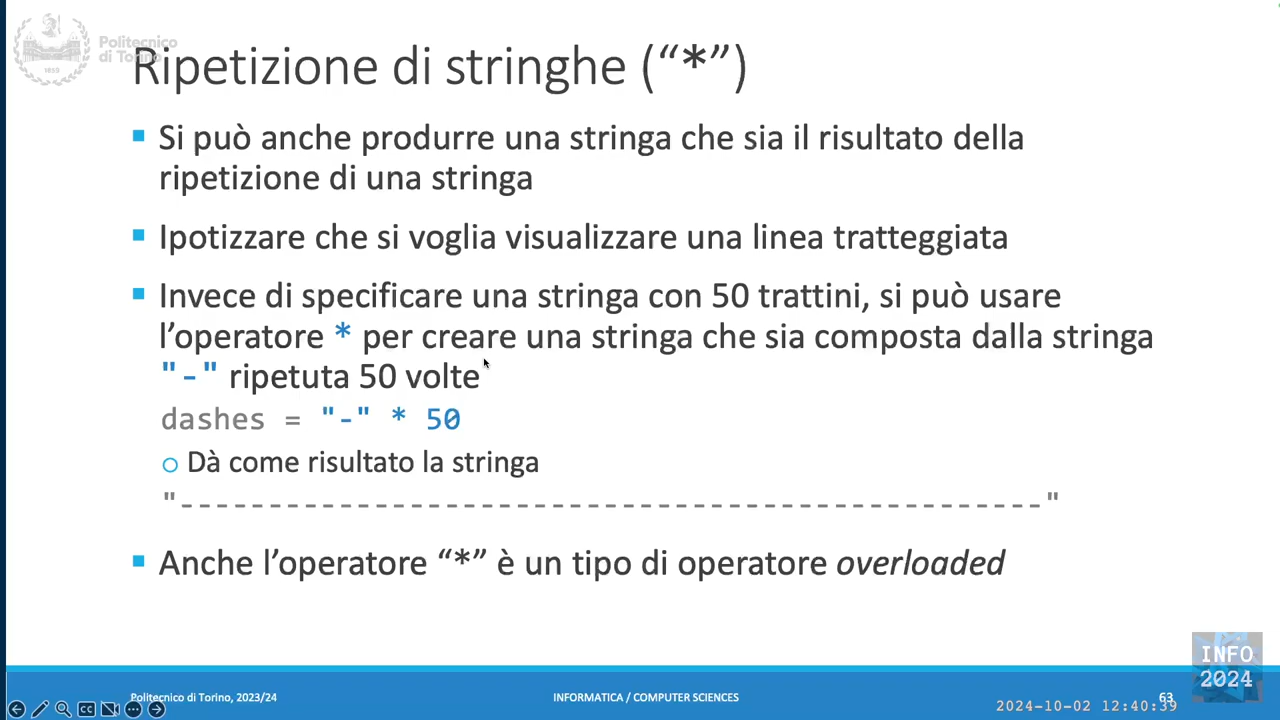 Politecnico
di Torino
1859
Ripetizione di stringhe (“*”)
Si può anche produrre una stringa che sia il risultato della
ripetizione di una stringa
Ipotizzare che si voglia visualizzare una linea tratteggiata
Invece di specificare una stringa con 50 trattini, si può usare
l’operatore * per creare una stringa che sia composta dalla stringa
"-" ripetuta 50 volte
dashes = "-" * 50
Dà come risultato la stringa
"--------------------------------------------------"
Anche l’operatore “*” è un tipo di operatore overloaded
INFO
2024
Politecnico di Torino, 2023/24
INFORMATICA / COMPUTER SCIENCES
63
CC
2024-10-02 12:40:39